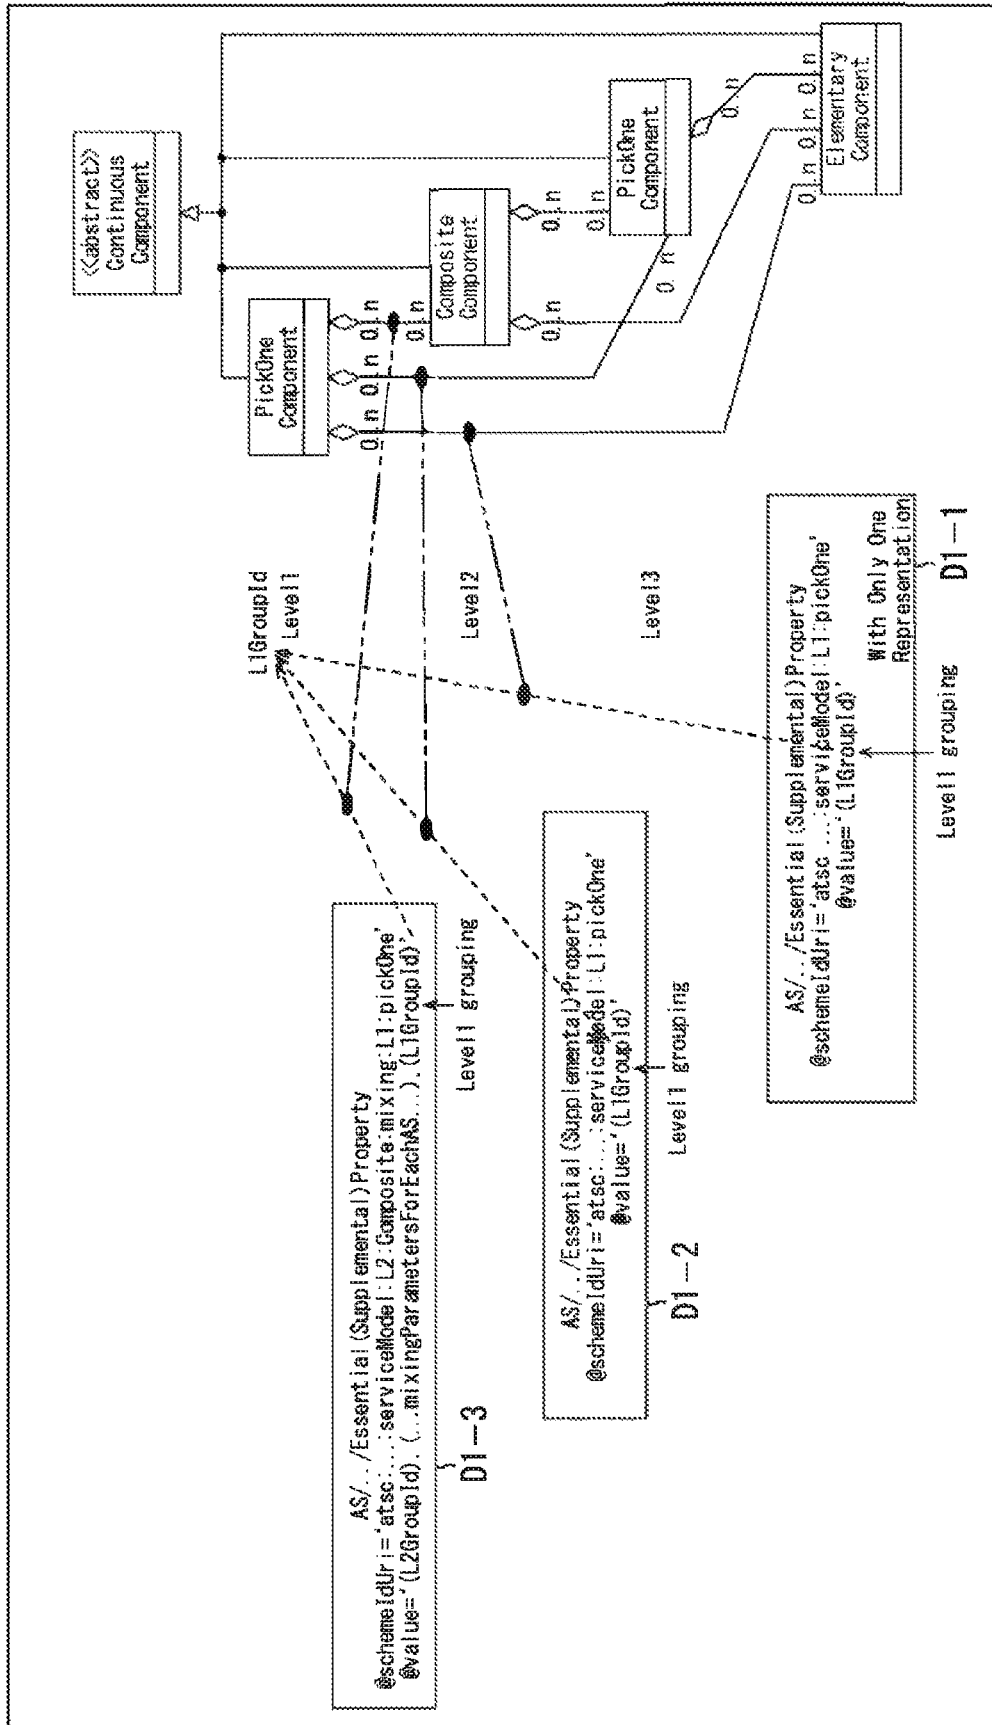 <<abstract>>
Continuous
Component
PickOne
Component
0..n
0..n
0..n
0..n
Composite
Component
0..n
0..n
0..n
PickOne
Component
0..n
0..n
0..n
0..n
0..n
Elementary
Component
L1GroupId
Level1
Level2
Level3
AS/../Essential(Supplemental)Property
@schemeIdUri='atsc:...:serviceModel:L2:Composite:mixing:L1:pickOne'
@value='(L2GroupId).(...mixingParametersForEachAS...).(L1GroupId)'
Level1 grouping
D1-3
AS/../Essential(Supplemental)Property
@schemeIdUri='atsc:...:serviceModel:L1:pickOne'
@value='(L1GroupId)'
Level1 grouping
D1-2
AS/../Essential(Supplemental)Property
@schemeIdUri='atsc:...:serviceModel:L1:pickOne'
@value='(L1GroupId)'
With Only One
Representation
Level1 grouping
D1-1